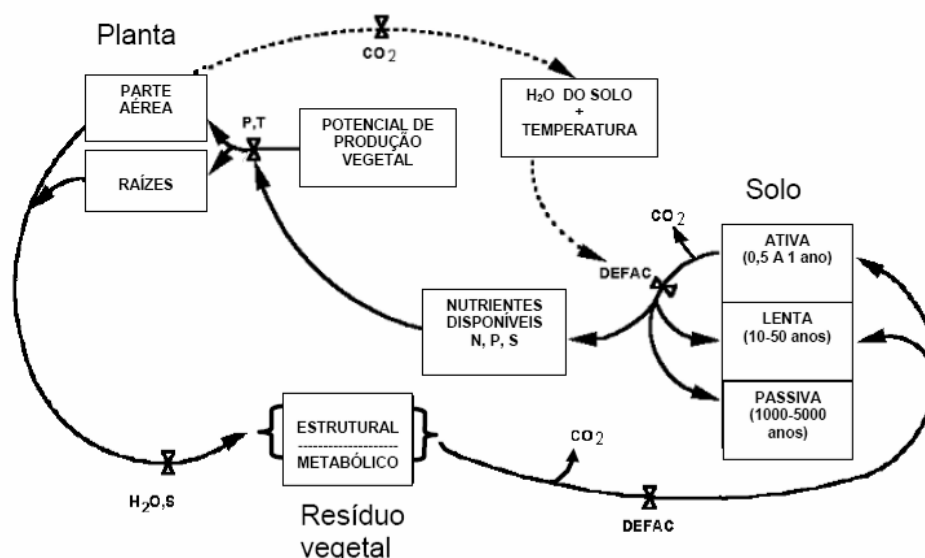 Planta
CO2
PARTE
AÉREA
H2O DO SOLO
+
TEMPERATURA
P,T
POTENCIAL DE
PRODUÇÃO
VEGETAL
RAÍZES
Solo
CO2
ATIVA
(0,5 A 1 ano)
DEFAC
NUTRIENTES
DISPONÍVEIS
N, P, S
LENTA
(10-50 anos)
PASSIVA
(1000-5000
anos)
ESTRUTURAL
METABÓLICO
CO2
H2O,S
DEFAC
Resíduo
vegetal